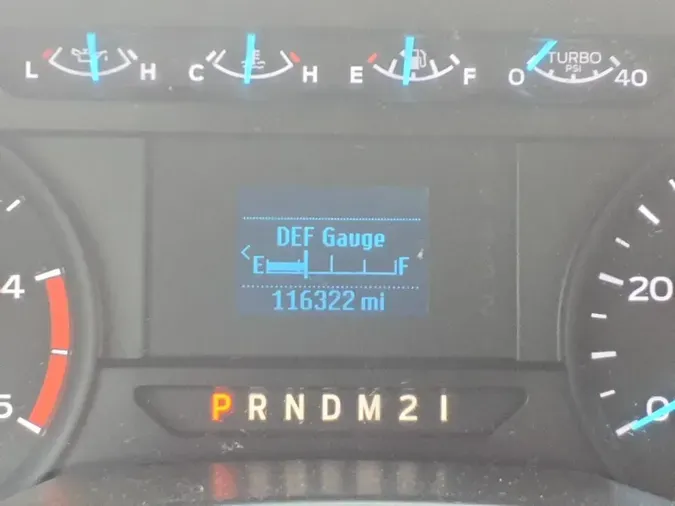 L H C H E F 0 TURBO 40
PSI
DEF Gauge
E F
116322 mi
4
5
20
0
P R N D M 2 1